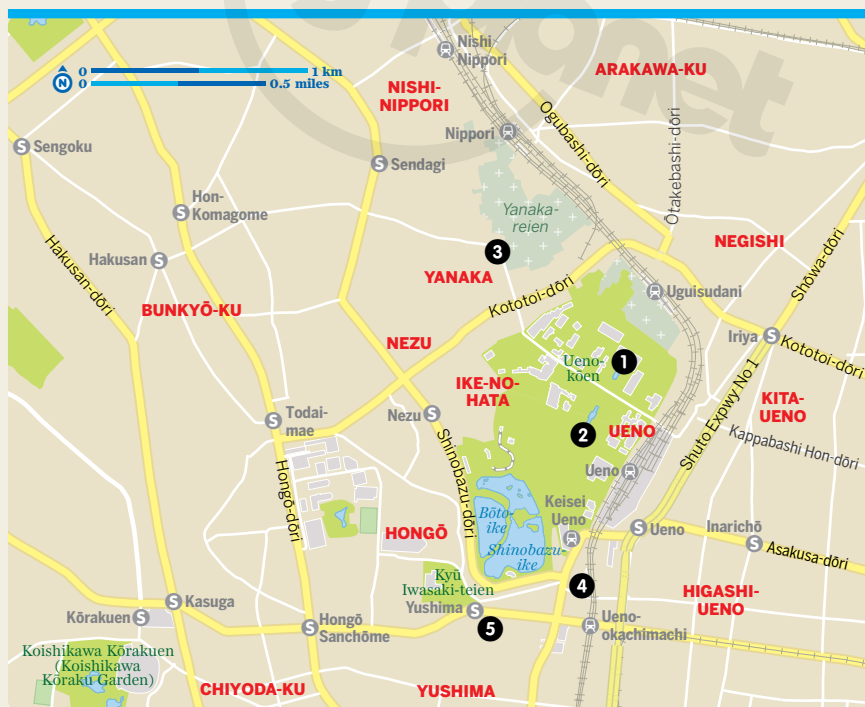 planet
Nishi
Nippori
ARAKAWA-KU
0
1 km
N
0
0.5 miles
NISHI-
NIPPORI
Nippori
Ogubashi-dōri
Ōtakebashi-dōri
S Sengoku
S
Sendagi
Hon-
Komagome
S
Yanaka-
reien
NEGISHI
Shōwa-dōri
3
Hakusan S
YANAKA
Hakusan-dōri
Kototoi-dōri
Uguisudani
BUNKYŌ-KU
Iriya S
Kototoi-dōri
NEZU
1
Ueno-
kōen
IKE-NO-
HATA
KITA-
UENO
Shuto Expwy No 1
Todai-
mae
S
Nezu S
2
UENO
Kappabashi Hon-dōri
Shinobazu-dōri
Ueno
Hongō-dōri
Keisei
Ueno
Bōto-
ike
S Ueno
Inarichō
S
HONGŌ
Shinobazu-
ike
Asakusa-dōri
Kyū
Iwasaki-teien
4
HIGASHI-
UENO
S Kasuga
Yushima S
Kōrakuen
Hongō
Sanchōme
S
5
Ueno-
okachimachi
Koishikawa Kōrakuen
(Koishikawa
Kōraku Garden)
CHIYODA-KU
YUSHIMA